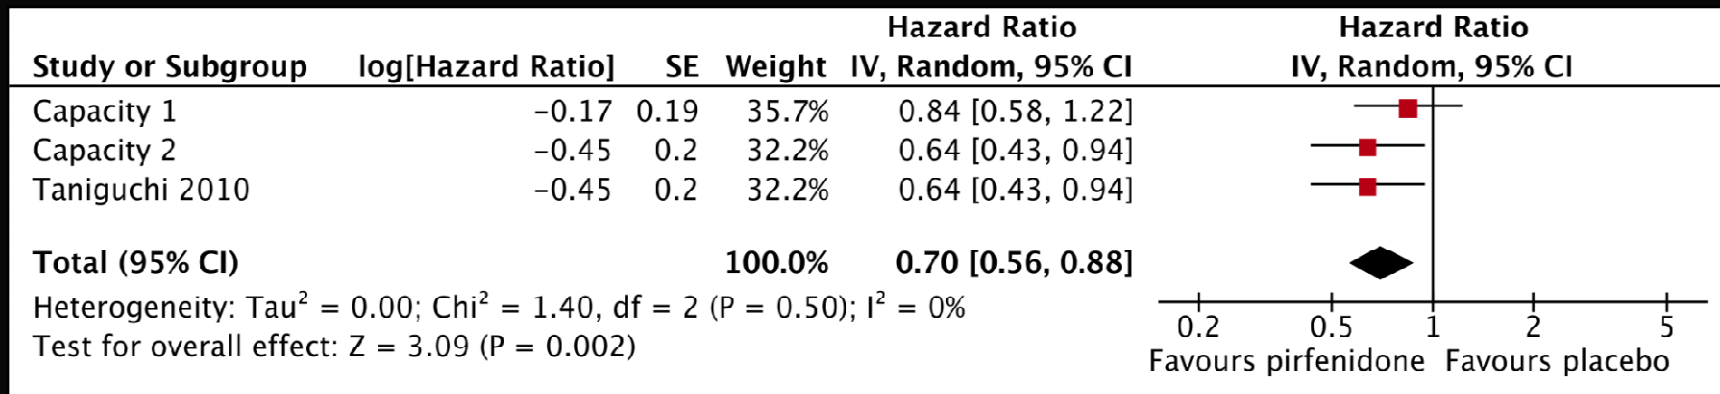 Hazard Ratio Hazard Ratio
Study or Subgroup log[Hazard Ratio] SE Weight IV, Random, 95% CI IV, Random, 95% CI
Capacity 1 −0.17 0.19 35.7% 0.84 [0.58, 1.22]
Capacity 2 −0.45 0.2 32.2% 0.64 [0.43, 0.94]
Taniguchi 2010 −0.45 0.2 32.2% 0.64 [0.43, 0.94]
Total (95% CI) 100.0% 0.70 [0.56, 0.88]
Heterogeneity: Tau² = 0.00; Chi² = 1.40, df = 2 (P = 0.50); I² = 0%
Test for overall effect: Z = 3.09 (P = 0.002)
0.2 0.5 1 2 5
Favours pirfenidone Favours placebo